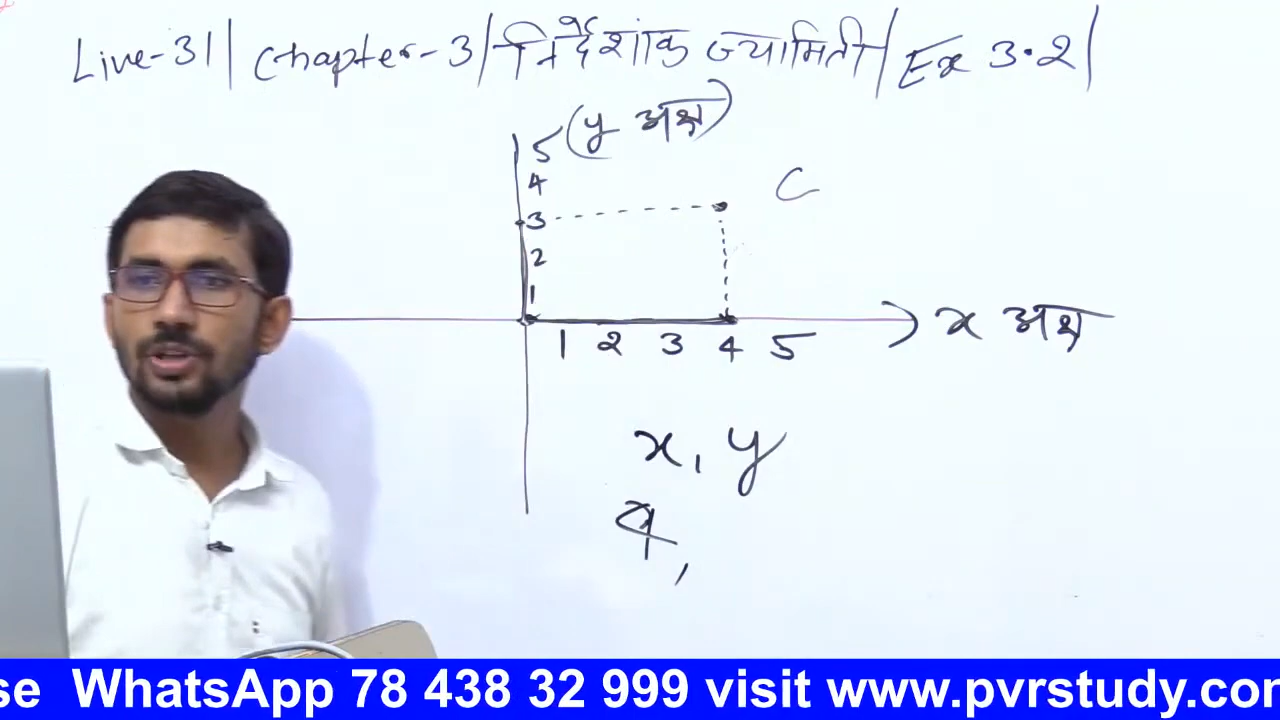 Live-31| Chapter-3| निर्देशांक ज्यामिती| Ex 3.2|
5 (y अक्ष)
4
C
3
2
1
x अक्ष
1 2 3 4 5
x, y
4,
se WhatsApp 78 438 32 999 visit www.pvrstudy.com